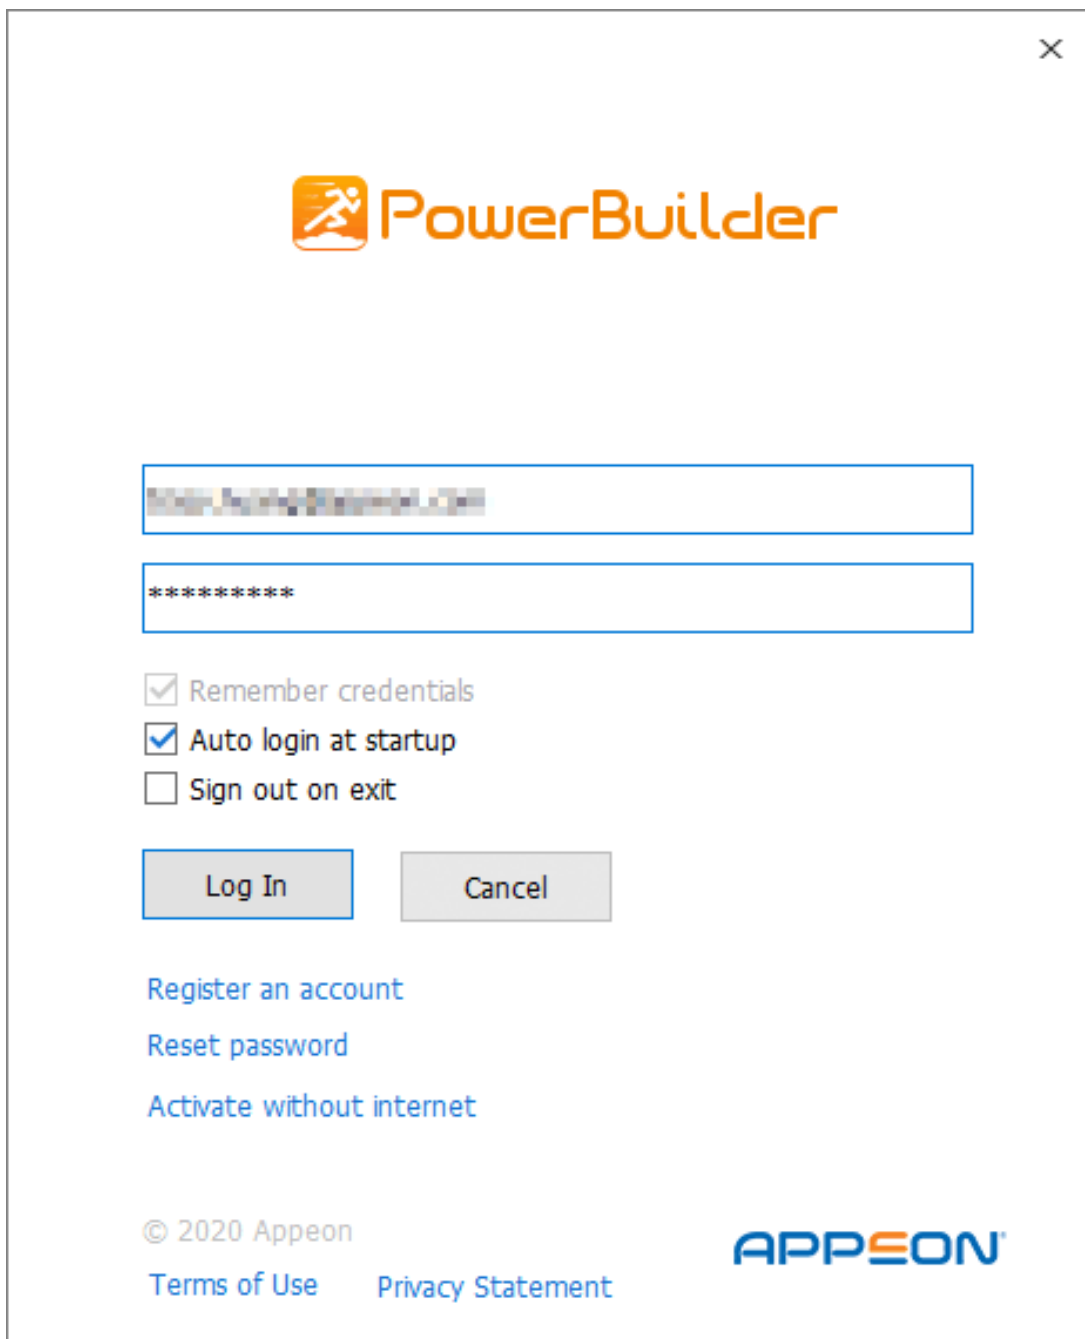 PowerBuilder
*********
Remember credentials
Auto login at startup
Sign out on exit
Log In Cancel
Register an account
Reset password
Activate without internet
© 2020 Appeon
APPEON®
Terms of Use Privacy Statement